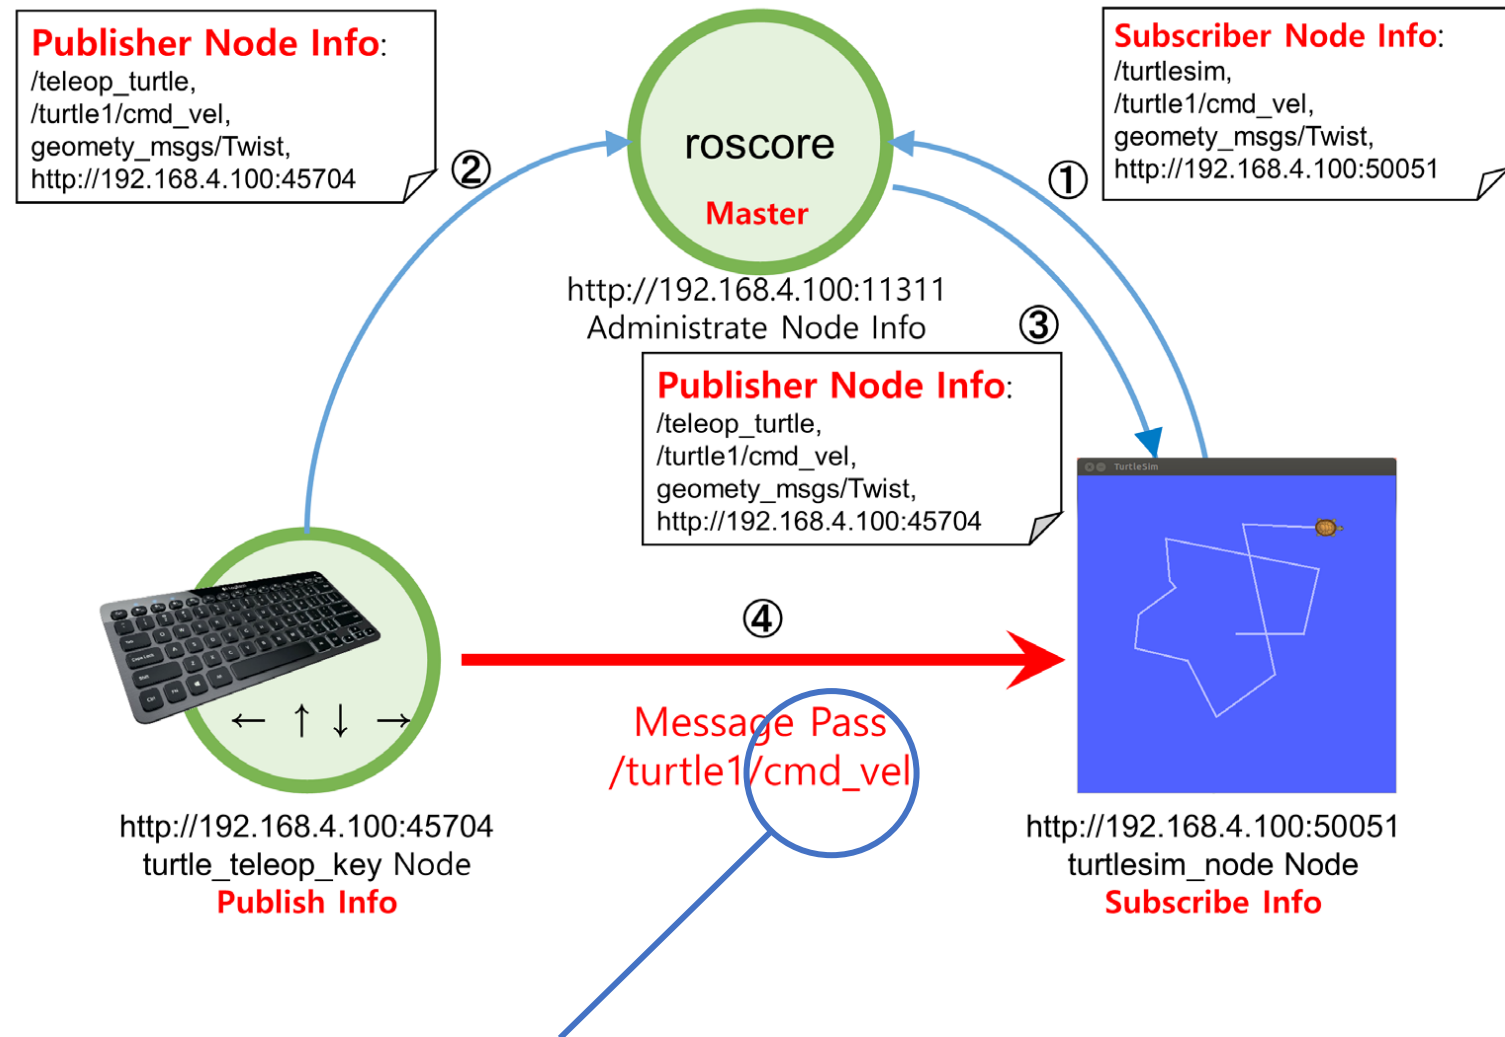 Publisher Node Info:
/teleop_turtle,
/turtle1/cmd_vel,
geomety_msgs/Twist,
http://192.168.4.100:45704
②
roscore
Master
http://192.168.4.100:11311
Administrate Node Info
①
Subscriber Node Info:
/turtlesim,
/turtle1/cmd_vel,
geomety_msgs/Twist,
http://192.168.4.100:50051
③
Publisher Node Info:
/teleop_turtle,
/turtle1/cmd_vel,
geomety_msgs/Twist,
http://192.168.4.100:45704
TurtleSim
④
Message Pass
/turtle1/cmd_vel
← ↑ ↓ →
http://192.168.4.100:45704
turtle_teleop_key Node
Publish Info
http://192.168.4.100:50051
turtlesim_node Node
Subscribe Info